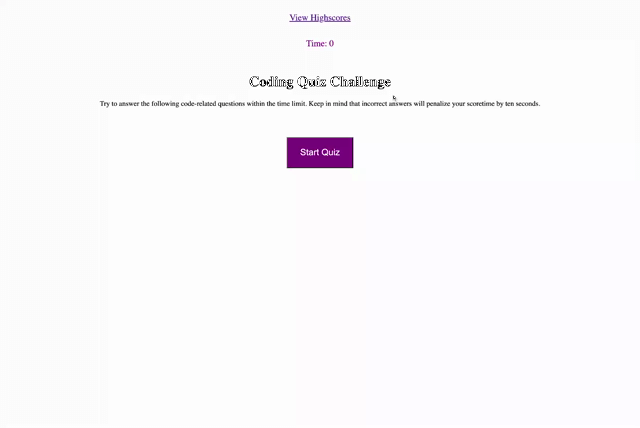 View Highscores
Time: 0
Coding Quiz Challenge
Try to answer the following code-related questions within the time limit. Keep in mind that incorrect answers will penalize your scoretime by ten seconds.
Start Quiz